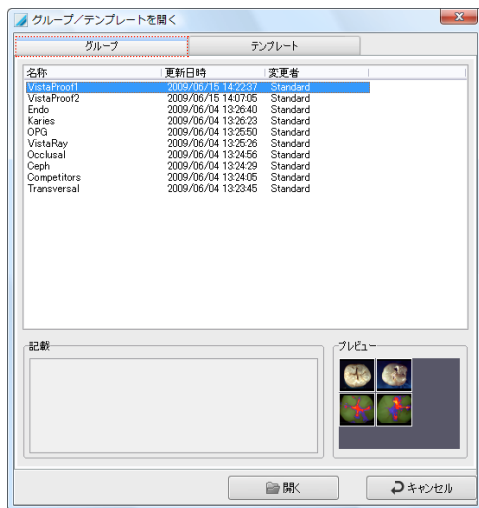 グループ／テンプレートを開く
グループ テンプレート
名称 更新日時 変更者
VistaProof1 2009/06/15 14:22:37 Standard
VistaProof2 2009/06/15 14:07:05 Standard
Endo 2009/06/04 13:26:40 Standard
Karies 2009/06/04 13:26:23 Standard
OPG 2009/06/04 13:25:50 Standard
VistaRay 2009/06/04 13:25:26 Standard
Occlusal 2009/06/04 13:24:56 Standard
Ceph 2009/06/04 13:24:29 Standard
Competitors 2009/06/04 13:24:05 Standard
Transversal 2009/06/04 13:23:45 Standard
記載 プレビュー
開く キャンセル